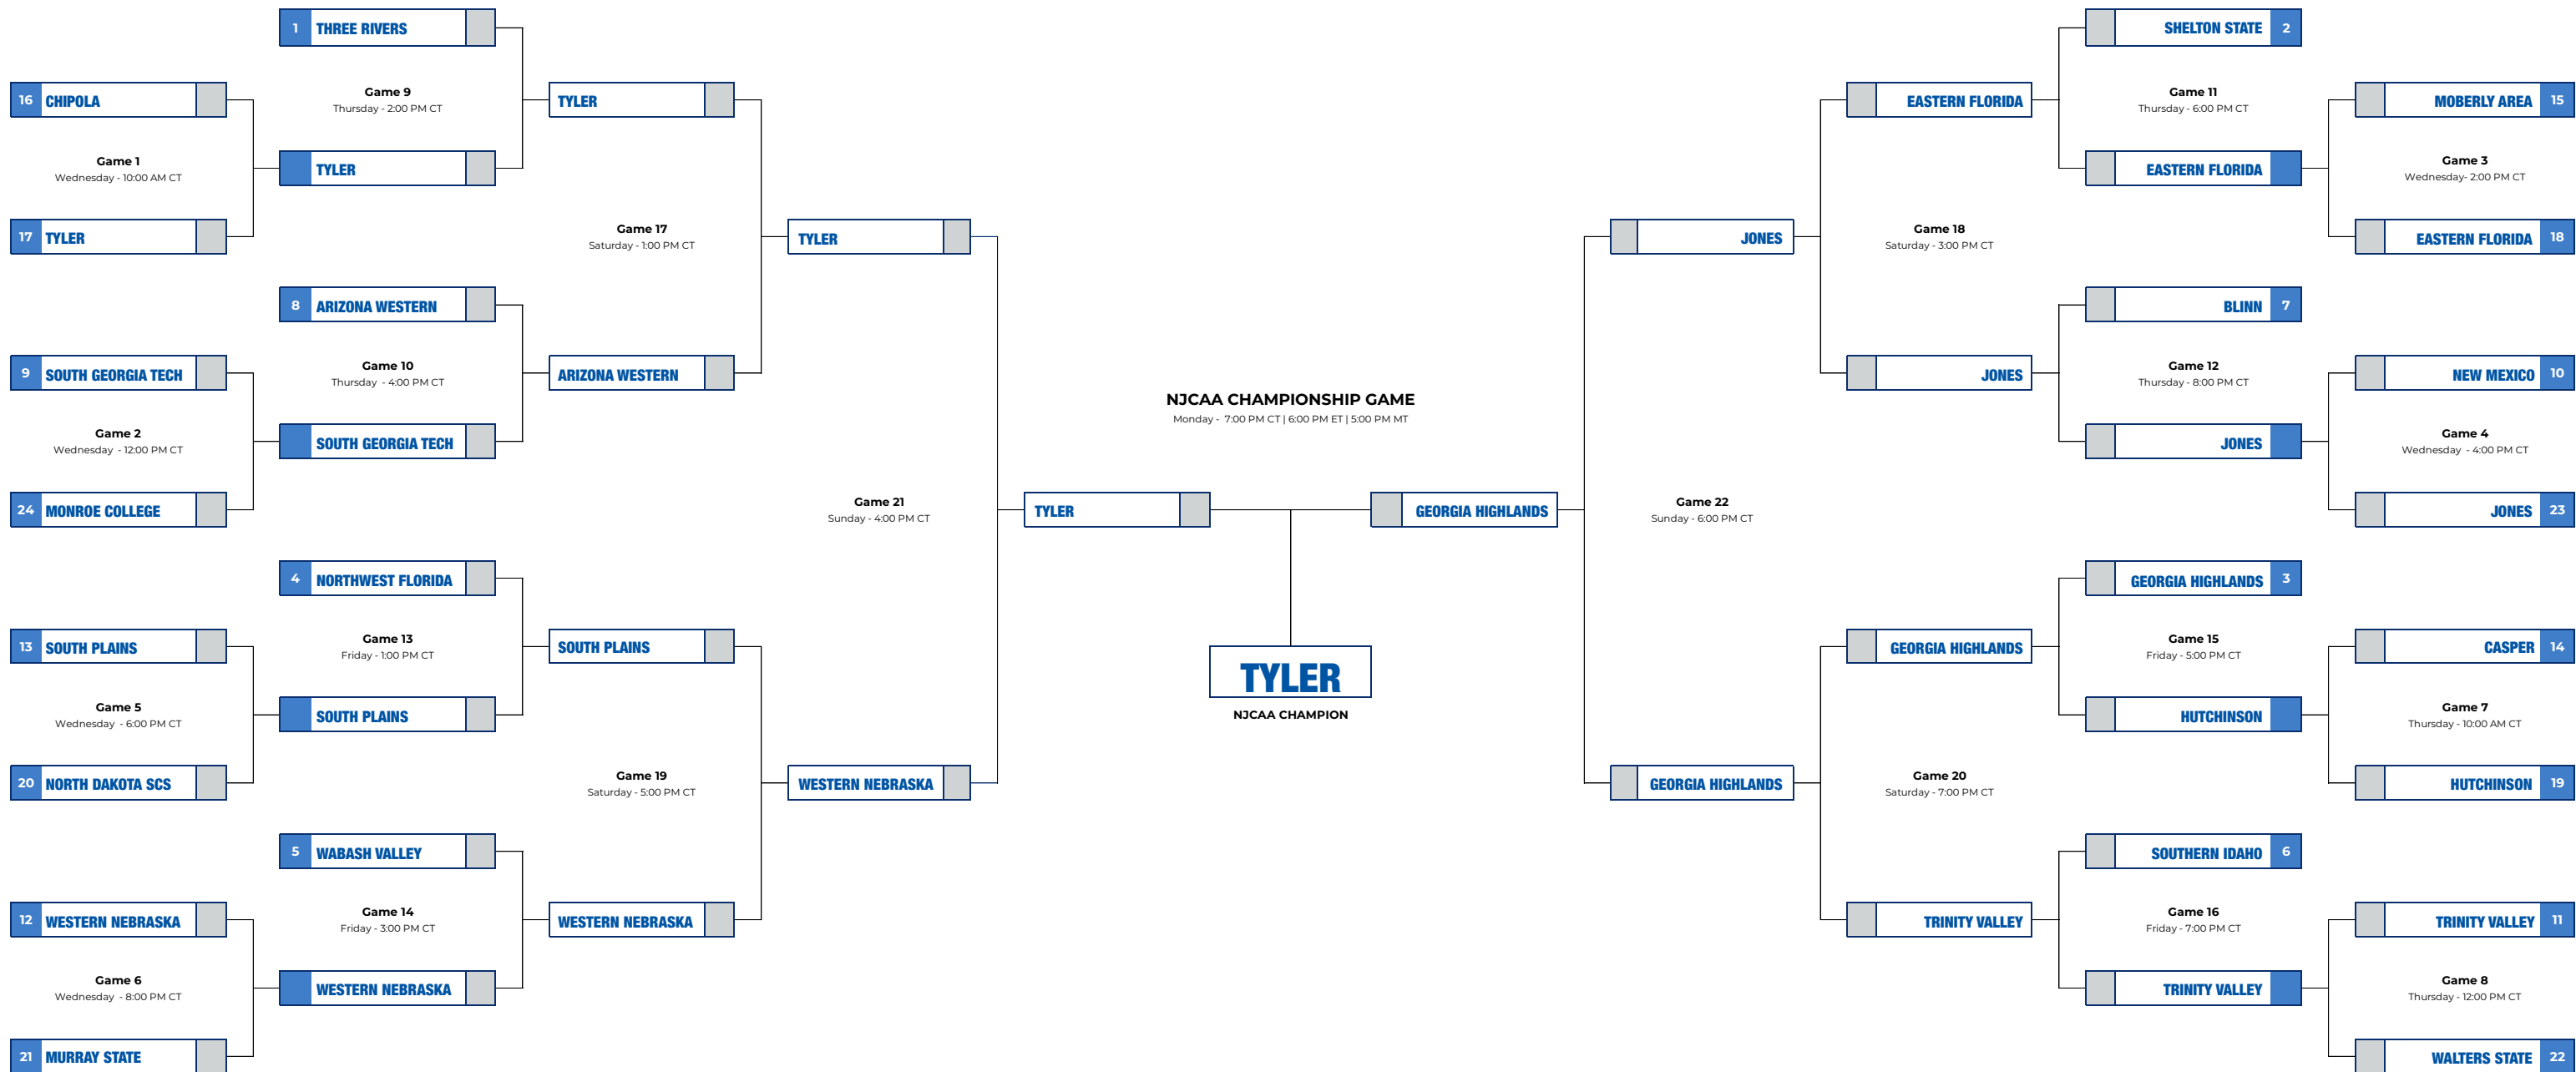 1 THREE RIVERS
16 CHIPOLA
Game 9
Thursday - 2:00 PM CT
TYLER
Game 1
Wednesday - 10:00 AM CT
TYLER
17 TYLER
Game 17
Saturday - 1:00 PM CT
TYLER
8 ARIZONA WESTERN
9 SOUTH GEORGIA TECH
Game 10
Thursday - 4:00 PM CT
ARIZONA WESTERN
Game 2
Wednesday - 12:00 PM CT
SOUTH GEORGIA TECH
24 MONROE COLLEGE
Game 21
Sunday - 4:00 PM CT
TYLER
4 NORTHWEST FLORIDA
13 SOUTH PLAINS
Game 13
Friday - 1:00 PM CT
SOUTH PLAINS
Game 5
Wednesday - 6:00 PM CT
SOUTH PLAINS
20 NORTH DAKOTA SCS
Game 19
Saturday - 5:00 PM CT
WESTERN NEBRASKA
5 WABASH VALLEY
12 WESTERN NEBRASKA
Game 14
Friday - 3:00 PM CT
WESTERN NEBRASKA
Game 6
Wednesday - 8:00 PM CT
WESTERN NEBRASKA
21 MURRAY STATE
NJCAA CHAMPIONSHIP GAME
Monday - 7:00 PM CT | 6:00 PM ET | 5:00 PM MT
TYLER
NJCAA CHAMPION
SHELTON STATE 2
EASTERN FLORIDA
Game 11
Thursday - 6:00 PM CT
MOBERLY AREA 15
EASTERN FLORIDA
Game 3
Wednesday- 2:00 PM CT
JONES
Game 18
Saturday - 3:00 PM CT
EASTERN FLORIDA 18
BLINN 7
JONES
Game 12
Thursday - 8:00 PM CT
NEW MEXICO 10
JONES
Game 4
Wednesday - 4:00 PM CT
GEORGIA HIGHLANDS
Game 22
Sunday - 6:00 PM CT
JONES 23
GEORGIA HIGHLANDS 3
GEORGIA HIGHLANDS
Game 15
Friday - 5:00 PM CT
CASPER 14
HUTCHINSON
Game 7
Thursday - 10:00 AM CT
GEORGIA HIGHLANDS
Game 20
Saturday - 7:00 PM CT
HUTCHINSON 19
SOUTHERN IDAHO 6
TRINITY VALLEY
Game 16
Friday - 7:00 PM CT
TRINITY VALLEY 11
TRINITY VALLEY
Game 8
Thursday - 12:00 PM CT
WALTERS STATE 22